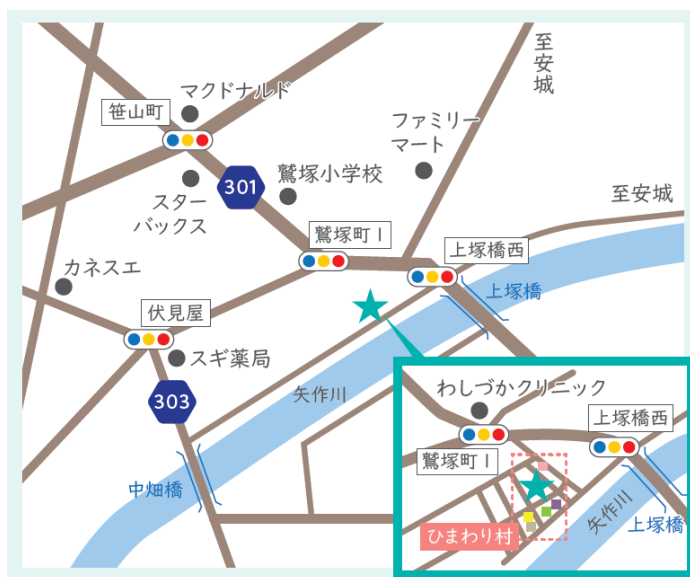 マクドナルド
笹山町
至安城
ファミリー
マート
スター
バックス
301
鷲塚小学校
至安城
鷲塚町1
上塚橋西
カネスエ
上塚橋
伏見屋
スギ薬局
303
矢作川
中畑橋
わしづかクリニック
上塚橋西
鷲塚町1
矢作川
上塚橋
ひまわり村